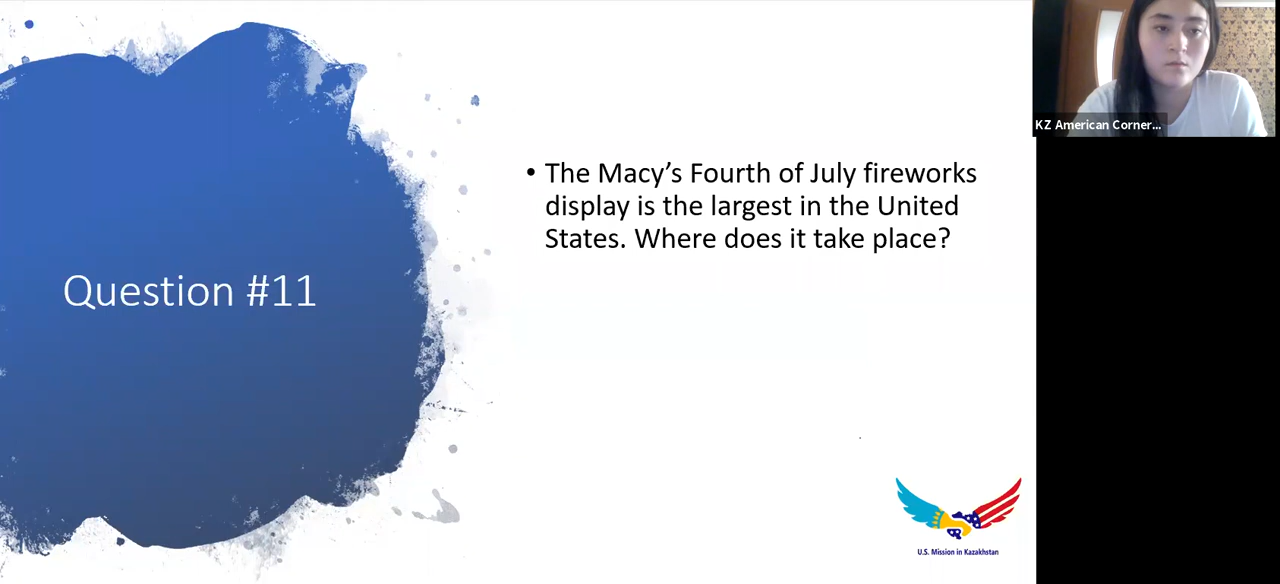 Question #11
• The Macy’s Fourth of July fireworks
display is the largest in the United
States. Where does it take place?
KZ American Corner...
U.S. Mission in Kazakhstan